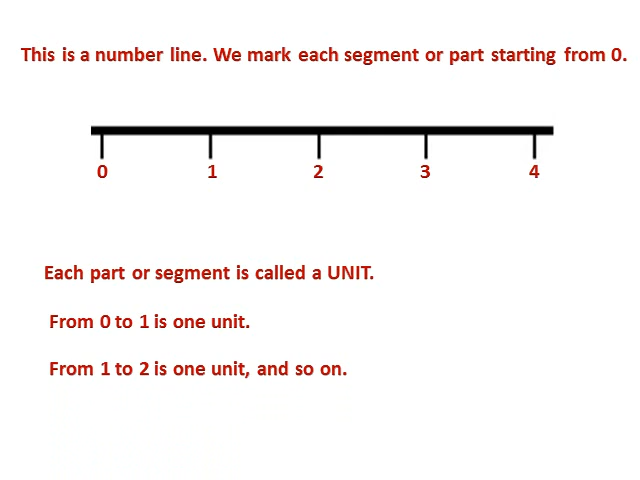 This is a number line. We mark each segment or part starting from 0.
0 1 2 3 4
Each part or segment is called a UNIT.
From 0 to 1 is one unit.
From 1 to 2 is one unit, and so on.